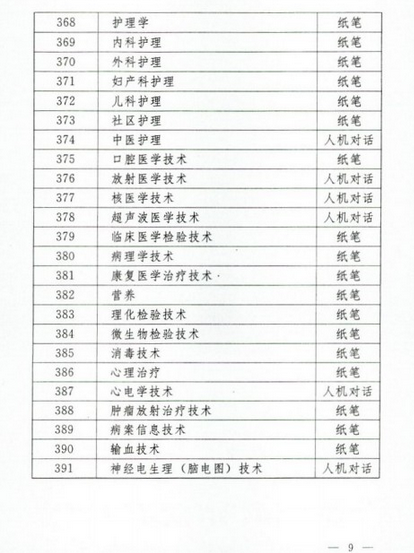 368 护理学 纸笔
369 内科护理 纸笔
370 外科护理 纸笔
371 妇产科护理 纸笔
372 儿科护理 纸笔
373 社区护理 纸笔
374 中医护理 人机对话
375 口腔医学技术 纸笔
376 放射医学技术 人机对话
377 核医学技术 人机对话
378 超声波医学技术 人机对话
379 临床医学检验技术 纸笔
380 病理学技术 纸笔
381 康复医学治疗技术 纸笔
382 营养 纸笔
383 理化检验技术 纸笔
384 微生物检验技术 纸笔
385 消毒技术 纸笔
386 心理治疗 纸笔
387 心电学技术 人机对话
388 肿瘤放射治疗技术 纸笔
389 病案信息技术 纸笔
390 输血技术 纸笔
391 神经电生理（脑电图）技术 人机对话
— 9 —